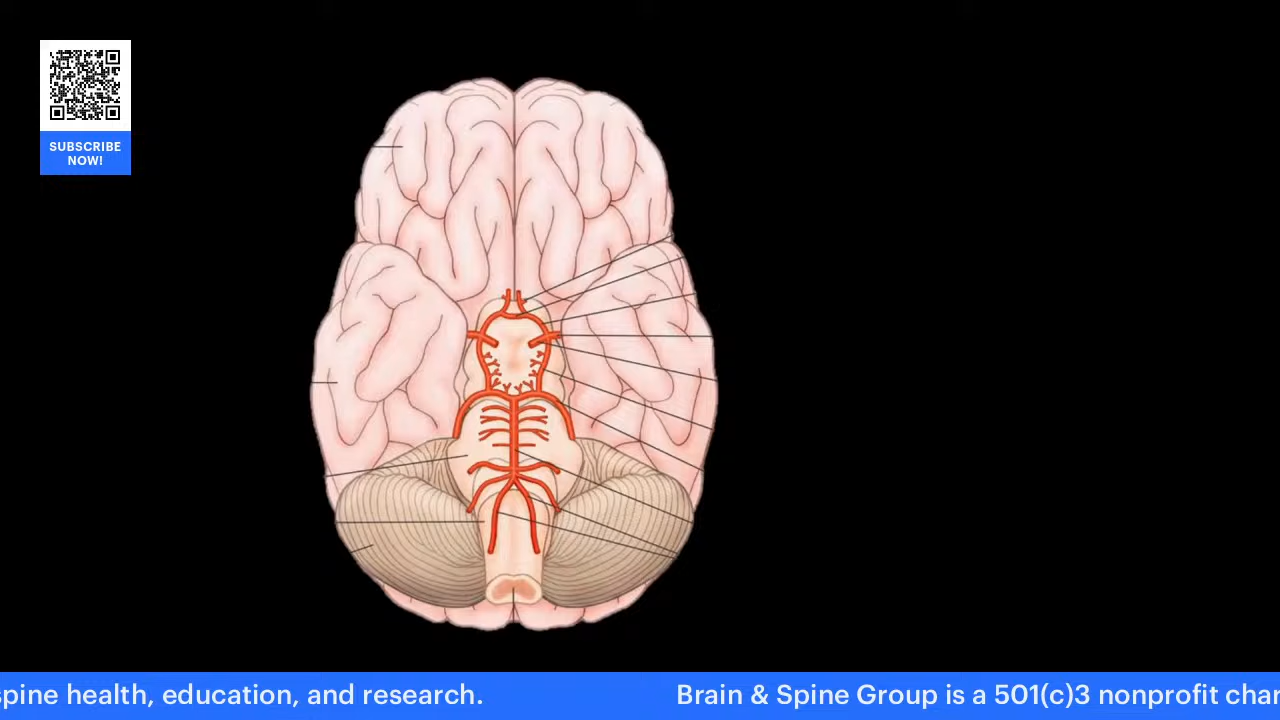 SUBSCRIBE
NOW!
spine health, education, and research. Brain & Spine Group is a 501(c)3 nonprofit char